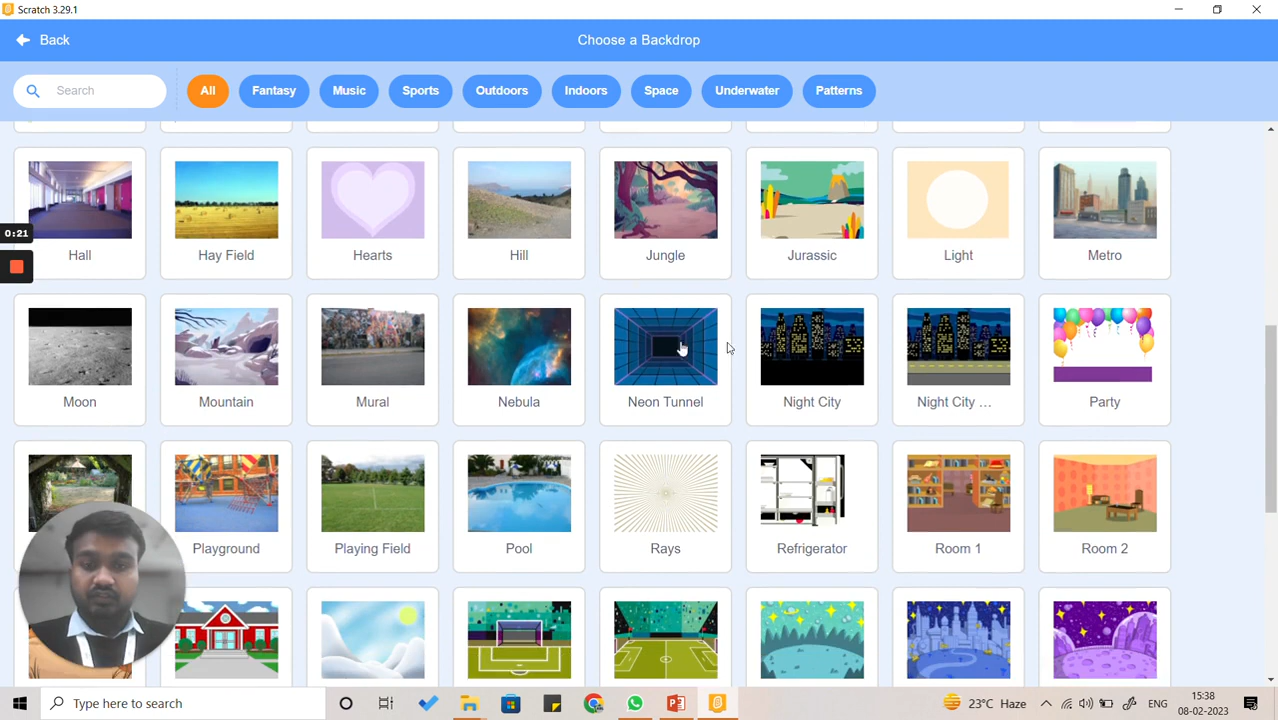 Scratch 3.29.1
Back
Choose a Backdrop
Search
All
Fantasy
Music
Sports
Outdoors
Indoors
Space
Underwater
Patterns
0:21
Hall
Hay Field
Hearts
Hill
Jungle
Jurassic
Light
Metro
Moon
Mountain
Mural
Nebula
Neon Tunnel
Night City
Night City ...
Party
Playground
Playing Field
Pool
Rays
Refrigerator
Room 1
Room 2
Type here to search
23°C Haze
ENG
15:38
08-02-2023